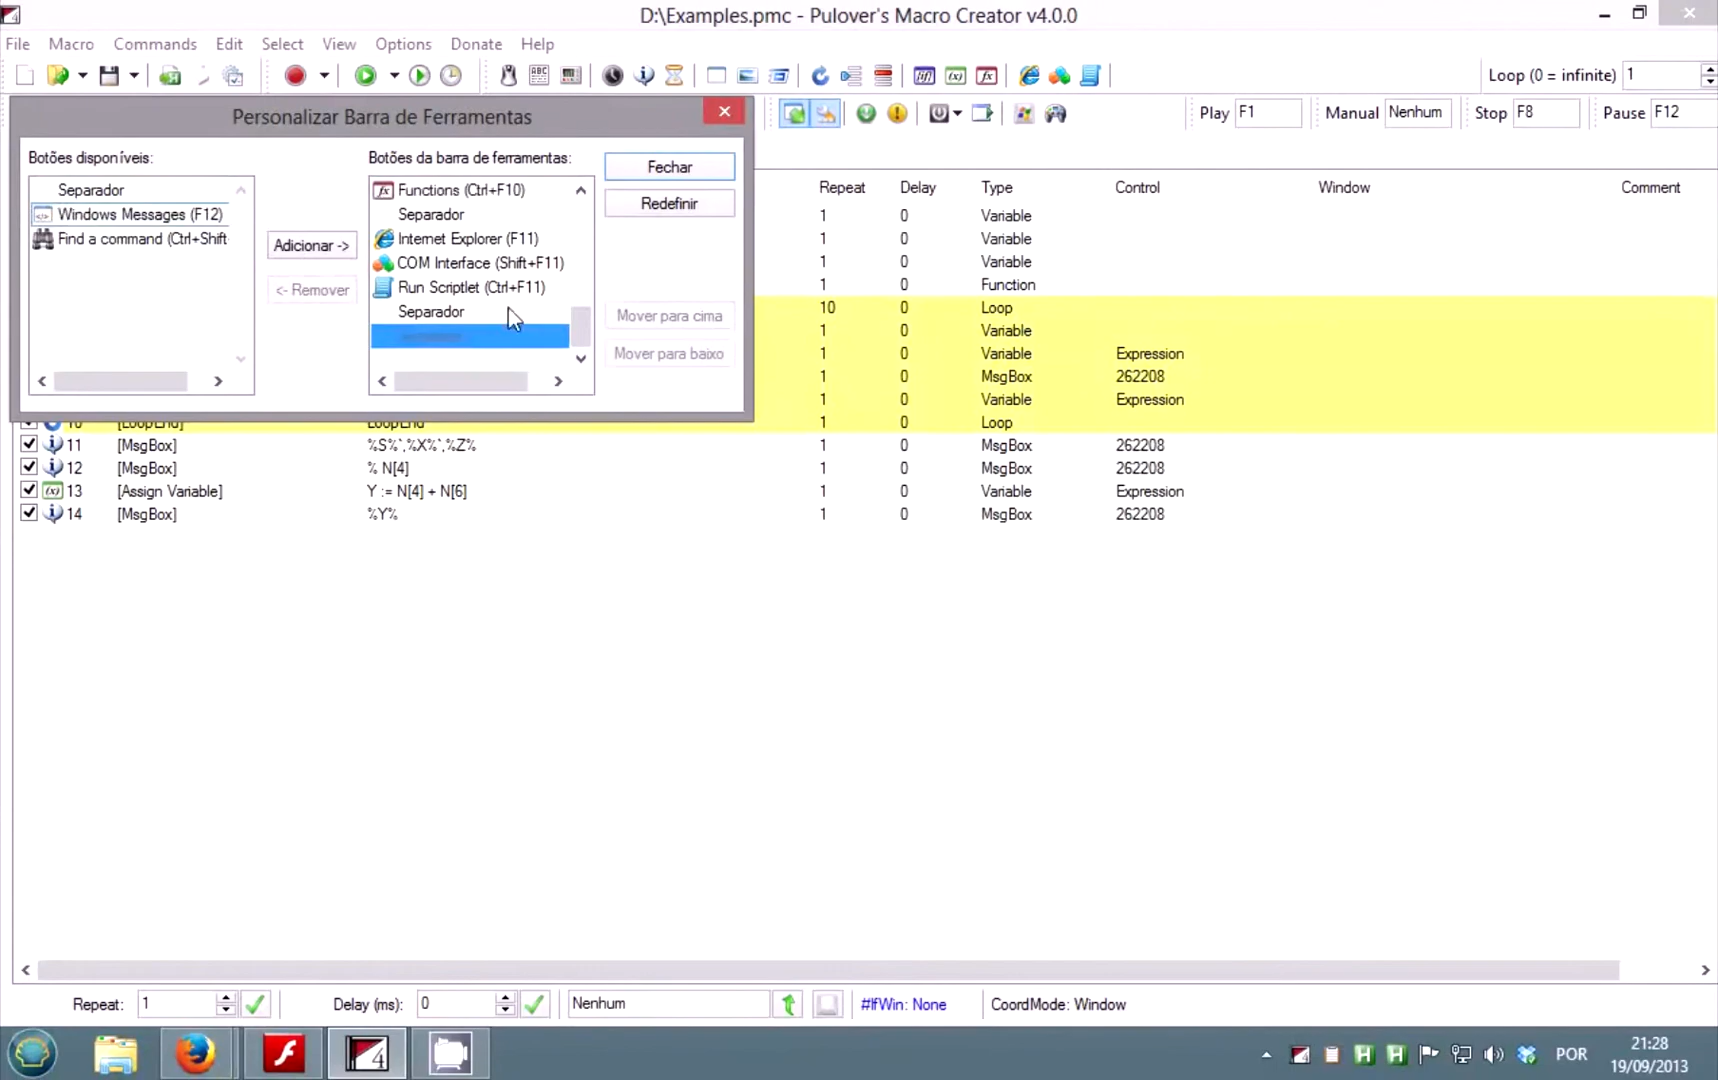 D:\Examples.pmc - Pulover's Macro Creator v4.0.0
File Macro Commands Edit Select View Options Donate Help
Loop (0 = infinite) 1
Play F1 Manual Nenhum Stop F8 Pause F12
Personalizar Barra de Ferramentas
Botões disponíveis:
Separador
Windows Messages (F12)
Find a command (Ctrl+Shift
Adicionar ->
<- Remover
Botões da barra de ferramentas:
Functions (Ctrl+F10)
Separador
Internet Explorer (F11)
COM Interface (Shift+F11)
Run Scriptlet (Ctrl+F11)
Separador
Fechar
Redefinir
Mover para cima
Mover para baixo
Repeat Delay Type Control Window Comment
1 0 Variable
1 0 Variable
1 0 Variable
1 0 Function
10 0 Loop
1 0 Variable
1 0 Variable Expression
1 0 MsgBox 262208
1 0 Variable Expression
10 [LoopEnd] LoopEnd 1 0 Loop
11 [MsgBox] %S%`,%X%`,%Z% 1 0 MsgBox 262208
12 [MsgBox] % N[4] 1 0 MsgBox 262208
13 [Assign Variable] Y := N[4] + N[6] 1 0 Variable Expression
14 [MsgBox] %Y% 1 0 MsgBox 262208
Repeat: 1 Delay (ms): 0 Nenhum #IfWin: None CoordMode: Window
POR
21:28
19/09/2013